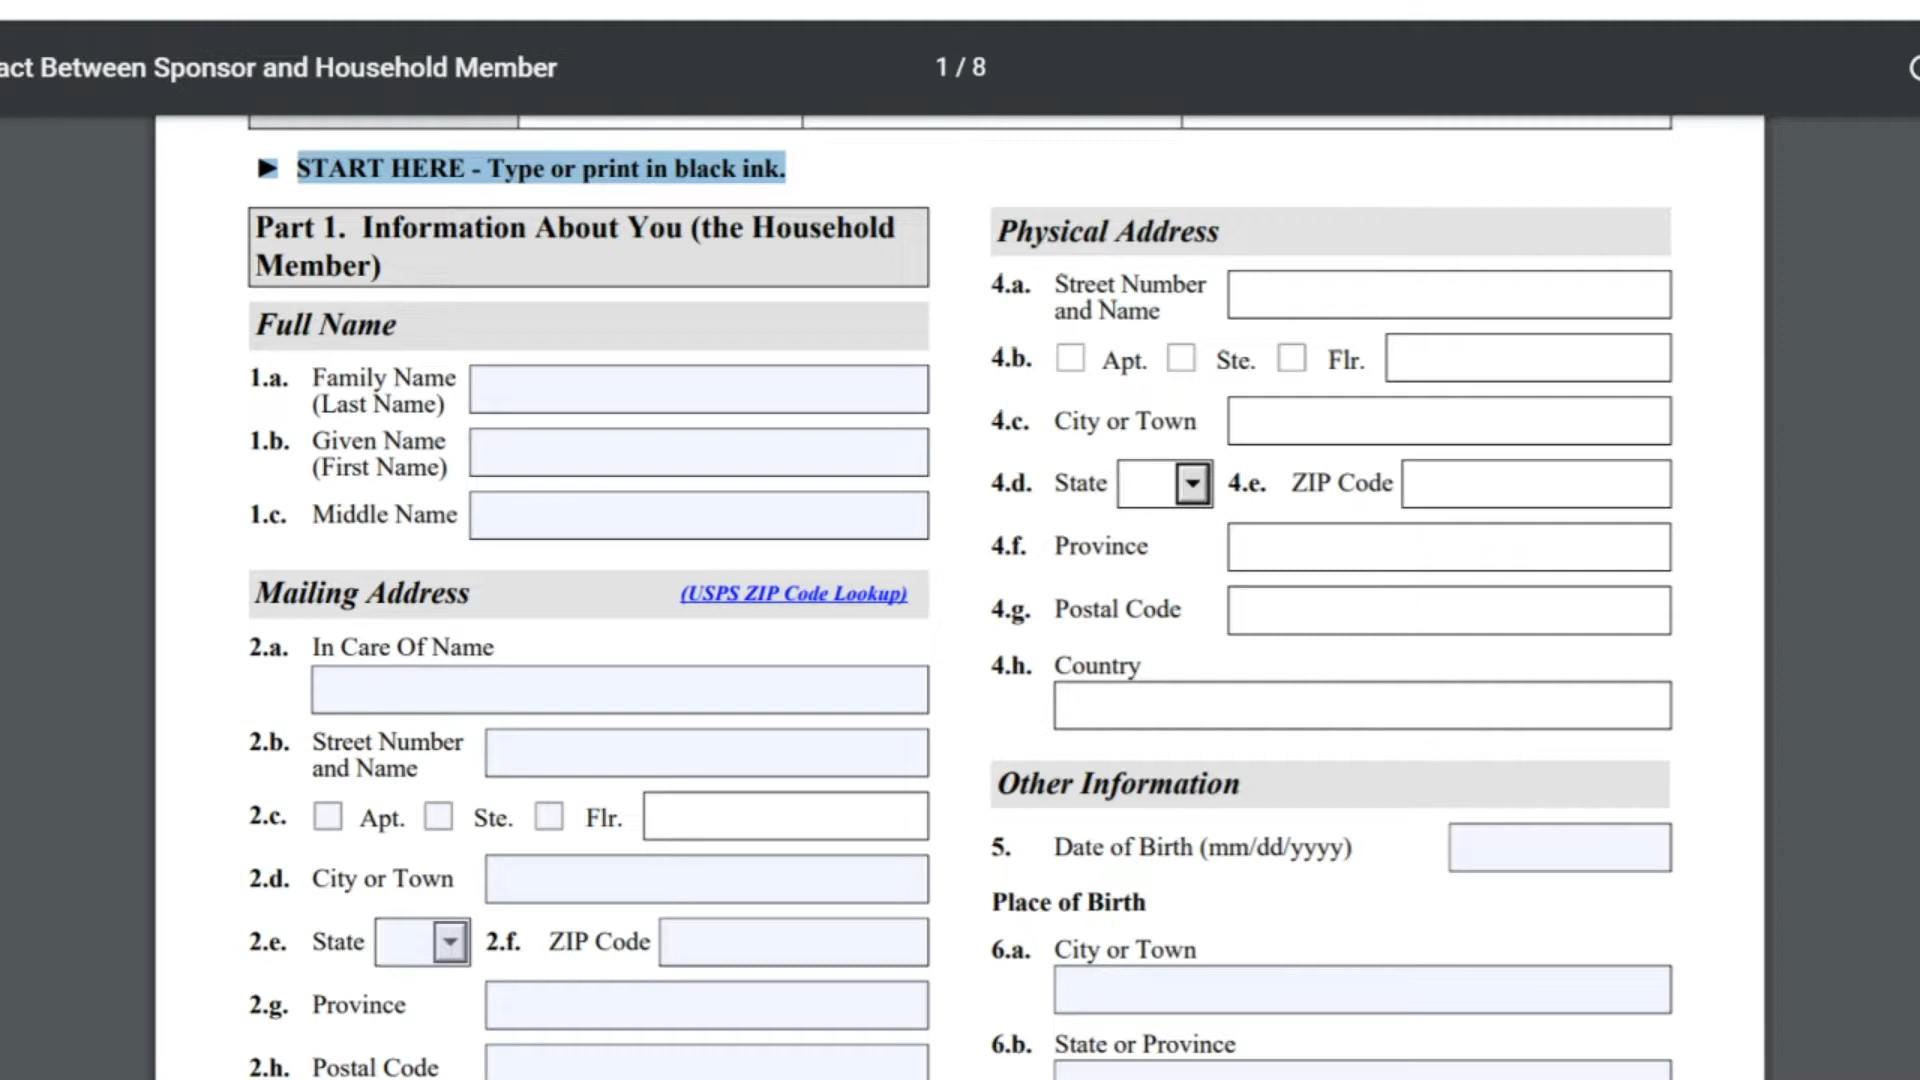 act Between Sponsor and Household Member
1 / 8
START HERE - Type or print in black ink.
Part 1. Information About You (the Household
Member)
Full Name
1.a. Family Name
(Last Name)
1.b. Given Name
(First Name)
1.c. Middle Name
Mailing Address (USPS ZIP Code Lookup)
2.a. In Care Of Name
2.b. Street Number
and Name
2.c. Apt. Ste. Flr.
2.d. City or Town
2.e. State 2.f. ZIP Code
2.g. Province
2.h. Postal Code
Physical Address
4.a. Street Number
and Name
4.b. Apt. Ste. Flr.
4.c. City or Town
4.d. State 4.e. ZIP Code
4.f. Province
4.g. Postal Code
4.h. Country
Other Information
5. Date of Birth (mm/dd/yyyy)
Place of Birth
6.a. City or Town
6.b. State or Province